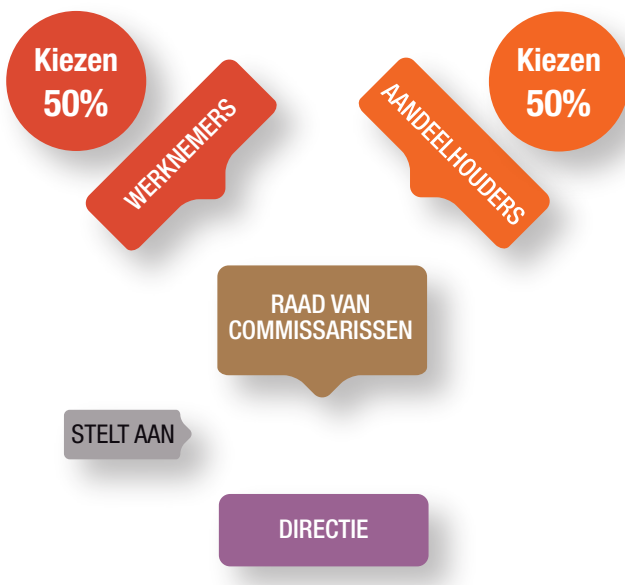 Kiezen
50%
WERKNEMERS
AANDEELHOUDERS
Kiezen
50%
RAAD VAN
COMMISSARISSEN
STELT AAN
DIRECTIE